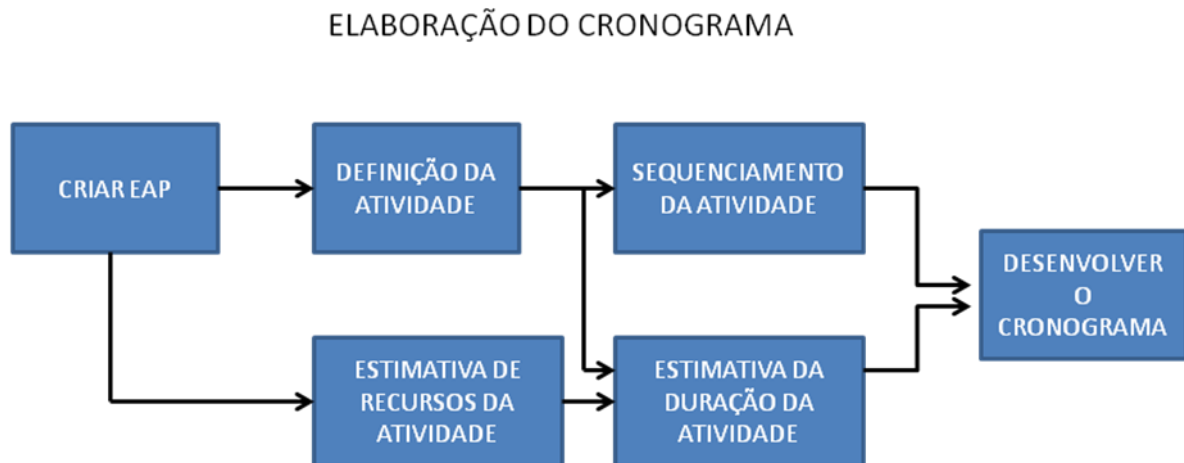 ELABORAÇÃO DO CRONOGRAMA
CRIAR EAP
DEFINIÇÃO DA
ATIVIDADE
SEQUENCIAMENTO
DA ATIVIDADE
DESENVOLVER
O
CRONOGRAMA
ESTIMATIVA DE
RECURSOS DA
ATIVIDADE
ESTIMATIVA DA
DURAÇÃO DA
ATIVIDADE